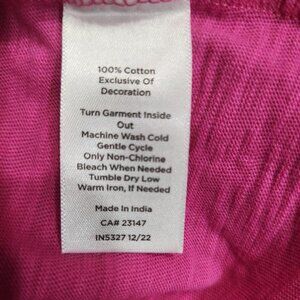 100% Cotton
Exclusive Of
Decoration
Turn Garment Inside
Out
Machine Wash Cold
Gentle Cycle
Only Non-Chlorine
Bleach When Needed
Tumble Dry Low
Warm Iron, If Needed
Made In India
CA# 23147
IN5327 12/22